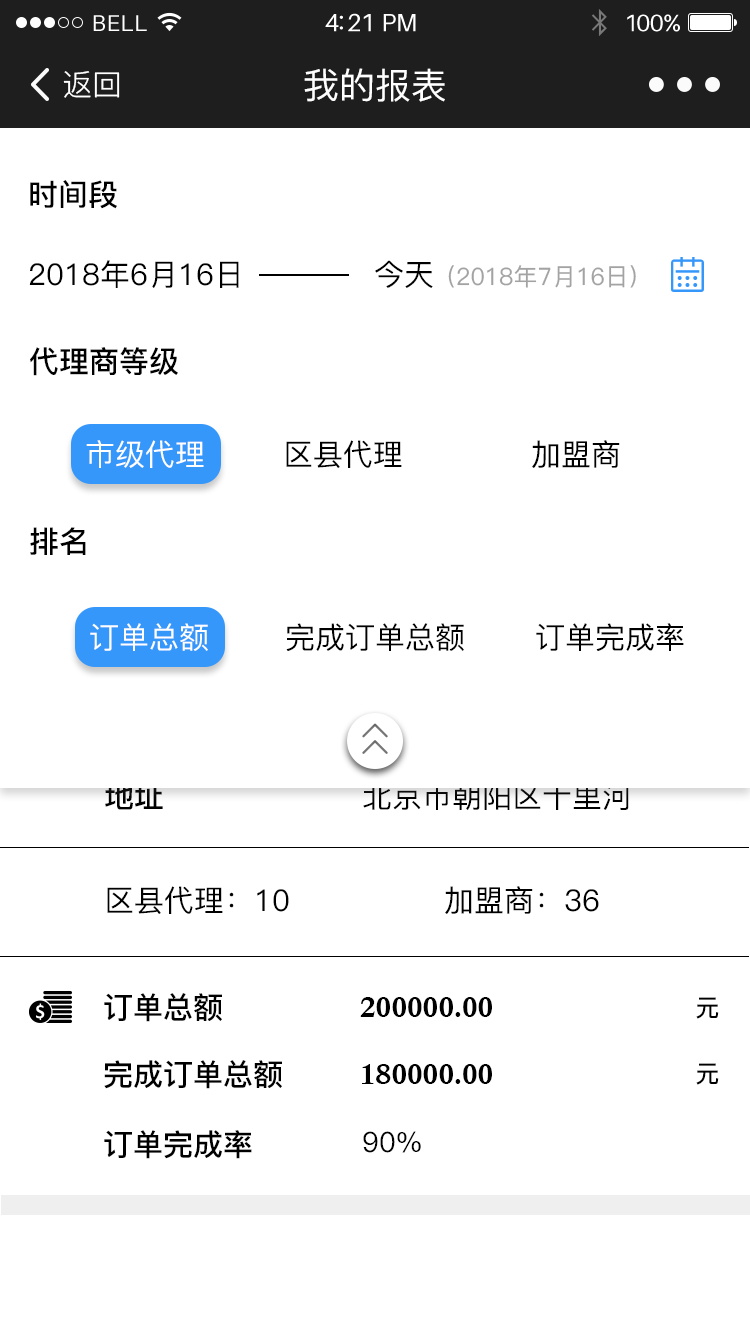 BELL 4:21 PM 100%
返回 我的报表
时间段
2018年6月16日 今天 (2018年7月16日)
代理商等级
市级代理 区县代理 加盟商
排名
订单总额 完成订单总额 订单完成率
地址 北京市朝阳区十里河
区县代理：10 加盟商：36
订单总额 200000.00 元
完成订单总额 180000.00 元
订单完成率 90%